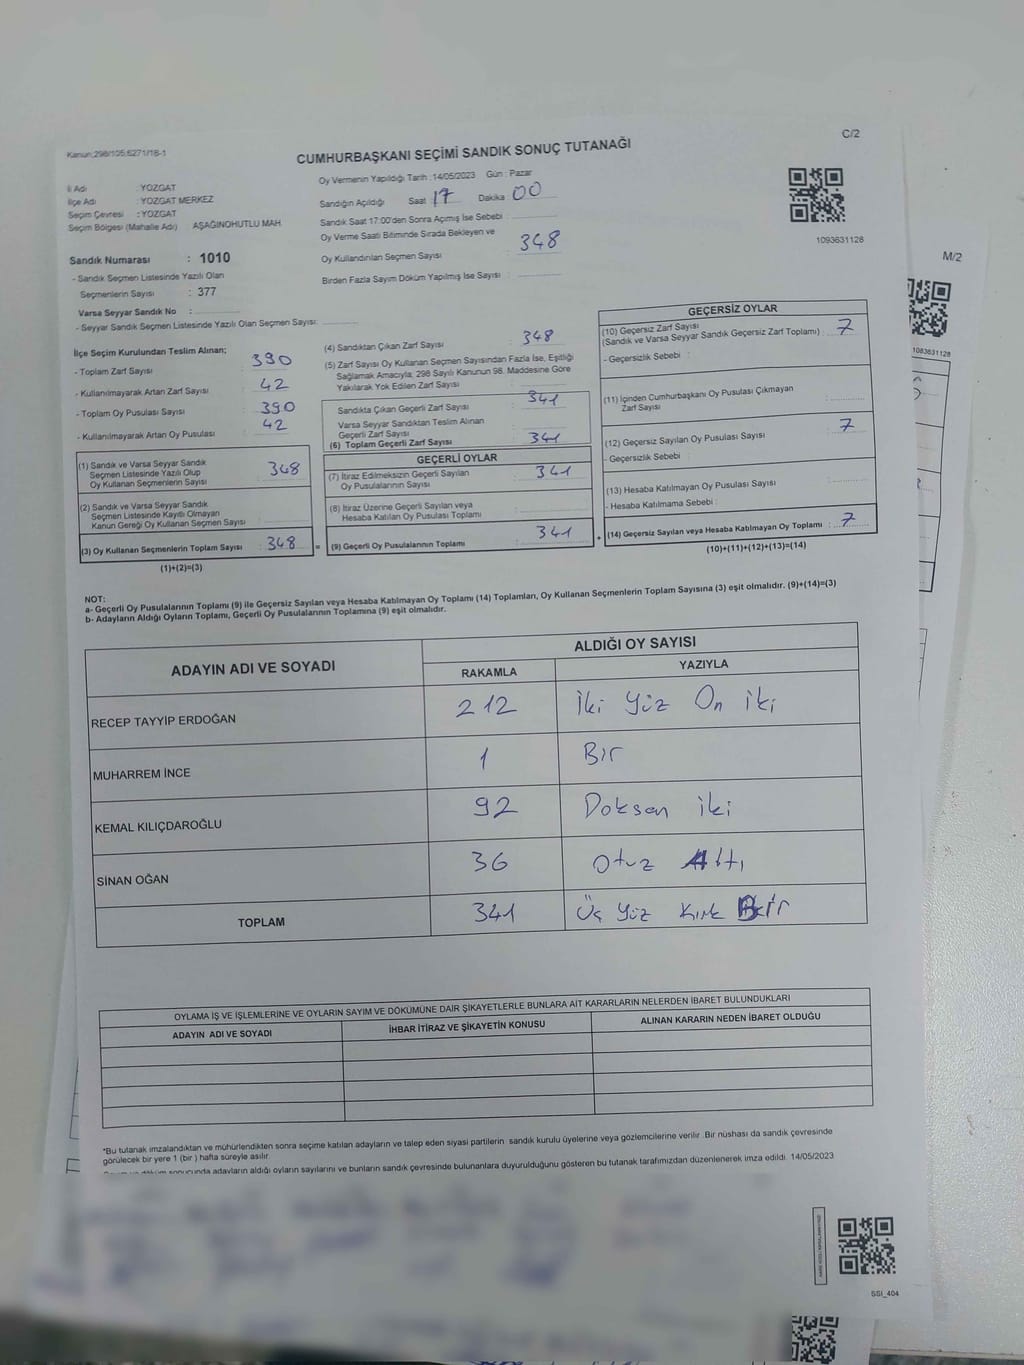 Kanun:298/105,6271/18-1
C/2
CUMHURBAŞKANI SEÇİMİ SANDIK SONUÇ TUTANAĞI
İl Adı : YOZGAT
İlçe Adı : YOZGAT MERKEZ
Seçim Çevresi : YOZGAT
Seçim Bölgesi (Mahalle Adı) AŞAĞINOHUTLU MAH.
Sandık Numarası : 1010
- Sandık Seçmen Listesinde Yazılı Olan
Seçmenlerin Sayısı : 377
Varsa Seyyar Sandık No :
- Seyyar Sandık Seçmen Listesinde Yazılı Olan Seçmen Sayısı:
Oy Vermenin Yapıldığı Tarih :14/05/2023 Gün : Pazar
Sandığın Açıldığı Saat 17 Dakika 00
Sandık Saat 17:00'den Sonra Açımış İse Sebebi :
Oy Verme Saati Bitiminde Sırada Bekleyen ve
Oy Kullandırılan Seçmen Sayısı : 348
Birden Fazla Sayım Döküm Yapılmış İse Sayısı :
1093631128
M/2
1083631128
İlçe Seçim Kurulundan Teslim Alınan;
- Toplam Zarf Sayısı : 390
- Kullanılmayarak Artan Zarf Sayısı : 42
- Toplam Oy Pusulası Sayısı : 390
- Kullanılmayarak Artan Oy Pusulası : 42
(1) Sandık ve Varsa Seyyar Sandık
Seçmen Listesinde Yazılı Olup
Oy Kullanan Seçmenlerin Sayısı : 348
(2) Sandık ve Varsa Seyyar Sandık
Seçmen Listesinde Kayıtlı Olmayan
Kanun Gereği Oy Kullanan Seçmen Sayısı :
(3) Oy Kullanan Seçmenlerin Toplam Sayısı : 348
(1)+(2)=(3)
(4) Sandıktan Çıkan Zarf Sayısı : 348
(5) Zarf Sayısı Oy Kullanan Seçmen Sayısından Fazla İse, Eşitliği
Sağlamak Amacıyla, 298 Sayılı Kanunun 98. Maddesine Göre
Yakılarak Yok Edilen Zarf Sayısı :
Sandıkta Çıkan Geçerli Zarf Sayısı : 341
Varsa Seyyar Sandıktan Teslim Alınan
Geçerli Zarf Sayısı :
(6) Toplam Geçerli Zarf Sayısı : 341
GEÇERLİ OYLAR
(7) İtiraz Edilmeksizin Geçerli Sayılan
Oy Pusulalarının Sayısı : 341
(8) İtiraz Üzerine Geçerli Sayılan veya
Hesaba Katılan Oy Pusulası Toplamı :
= (9) Geçerli Oy Pusulalarının Toplamı : 341
GEÇERSİZ OYLAR
(10) Geçersiz Zarf Sayısı
(Sandık ve Varsa Seyyar Sandık Geçersiz Zarf Toplamı) : 7
- Geçersizlik Sebebi :
(11) İçinden Cumhurbaşkanı Oy Pusulası Çıkmayan
Zarf Sayısı :
(12) Geçersiz Sayılan Oy Pusulası Sayısı : 7
- Geçersizlik Sebebi :
(13) Hesaba Katılmayan Oy Pusulası Sayısı :
- Hesaba Katılmama Sebebi :
+ (14) Geçersiz Sayılan veya Hesaba Katılmayan Oy Toplamı : 7
(10)+(11)+(12)+(13)=(14)
NOT:
a- Geçerli Oy Pusulalarının Toplamı (9) ile Geçersiz Sayılan veya Hesaba Katılmayan Oy Toplamı (14) Toplamları, Oy Kullanan Seçmenlerin Toplam Sayısına (3) eşit olmalıdır. (9)+(14)=(3)
b- Adayların Aldığı Oyların Toplamı, Geçerli Oy Pusulalarının Toplamına (9) eşit olmalıdır.
ADAYIN ADI VE SOYADI ALDIĞI OY SAYISI
RAKAMLA YAZIYLA
RECEP TAYYİP ERDOĞAN 212 İki Yüz On iki
MUHARREM İNCE 1 Bir
KEMAL KILIÇDAROĞLU 92 Doksan iki
SİNAN OĞAN 36 Otuz Altı
TOPLAM 341 Üç Yüz Kırk Bir
OYLAMA İŞ VE İŞLEMLERİNE VE OYLARIN SAYIM VE DÖKÜMÜNE DAİR ŞİKAYETLERLE BUNLARA AİT KARARLARIN NELERDEN İBARET BULUNDUKLARI
ADAYIN ADI VE SOYADI İHBAR İTİRAZ VE ŞİKAYETİN KONUSU ALINAN KARARIN NEDEN İBARET OLDUĞU
*Bu tutanak imzalandıktan ve mühürlendikten sonra seçime katılan adayların ve talep eden siyasi partilerin sandık kurulu üyelerine veya gözlemcilerine verilir .Bir nüshası da sandık çevresinde
görülecek bir yere 1 (bir ) hafta süreyle asılır.
sonucunda adayların aldığı oyların sayılarını ve bunların sandık çevresinde bulunanlara duyurulduğunu gösteren bu tutanak tarafımızdan düzenlenerek imza edildi. 14/05/2023
SSI_404